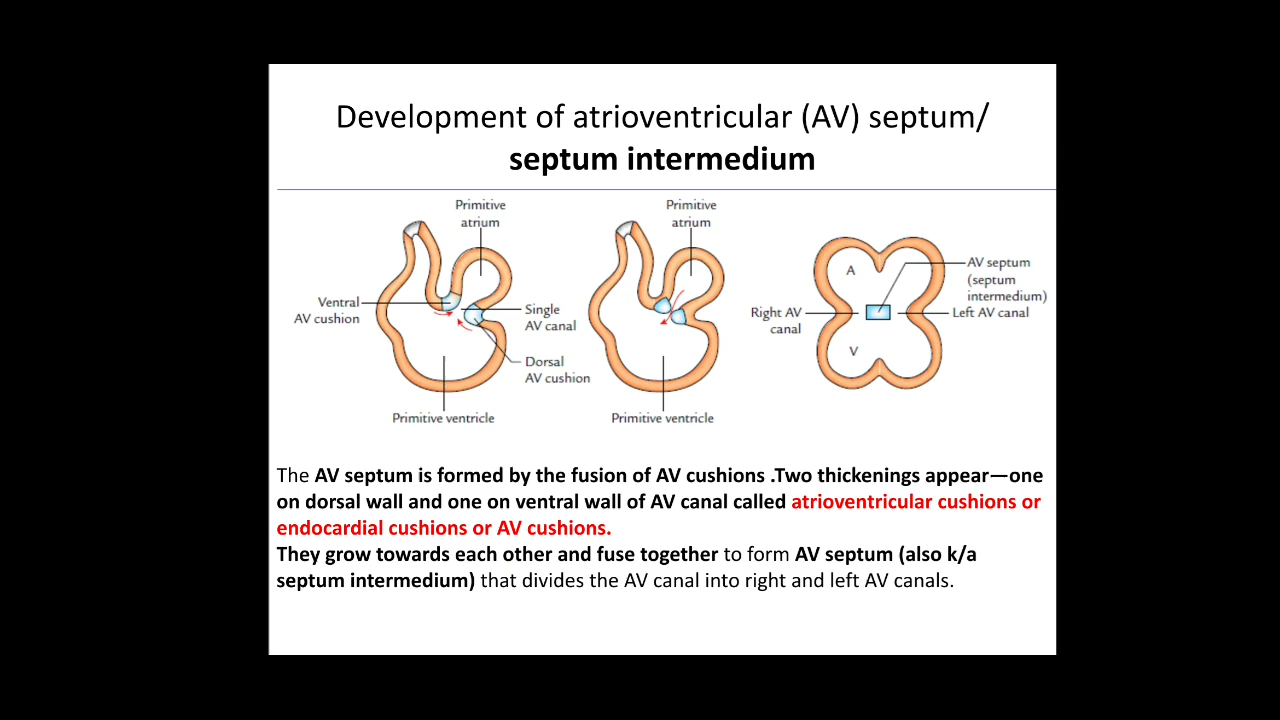 Development of atrioventricular (AV) septum/
septum intermedium
Primitive
atrium
Ventral
AV cushion
Single
AV canal
Dorsal
AV cushion
Primitive ventricle
Primitive
atrium
Primitive ventricle
A
V
Right AV
canal
AV septum
(septum
intermedium)
Left AV canal
The AV septum is formed by the fusion of AV cushions .Two thickenings appear—one
on dorsal wall and one on ventral wall of AV canal called atrioventricular cushions or
endocardial cushions or AV cushions.
They grow towards each other and fuse together to form AV septum (also k/a
septum intermedium) that divides the AV canal into right and left AV canals.